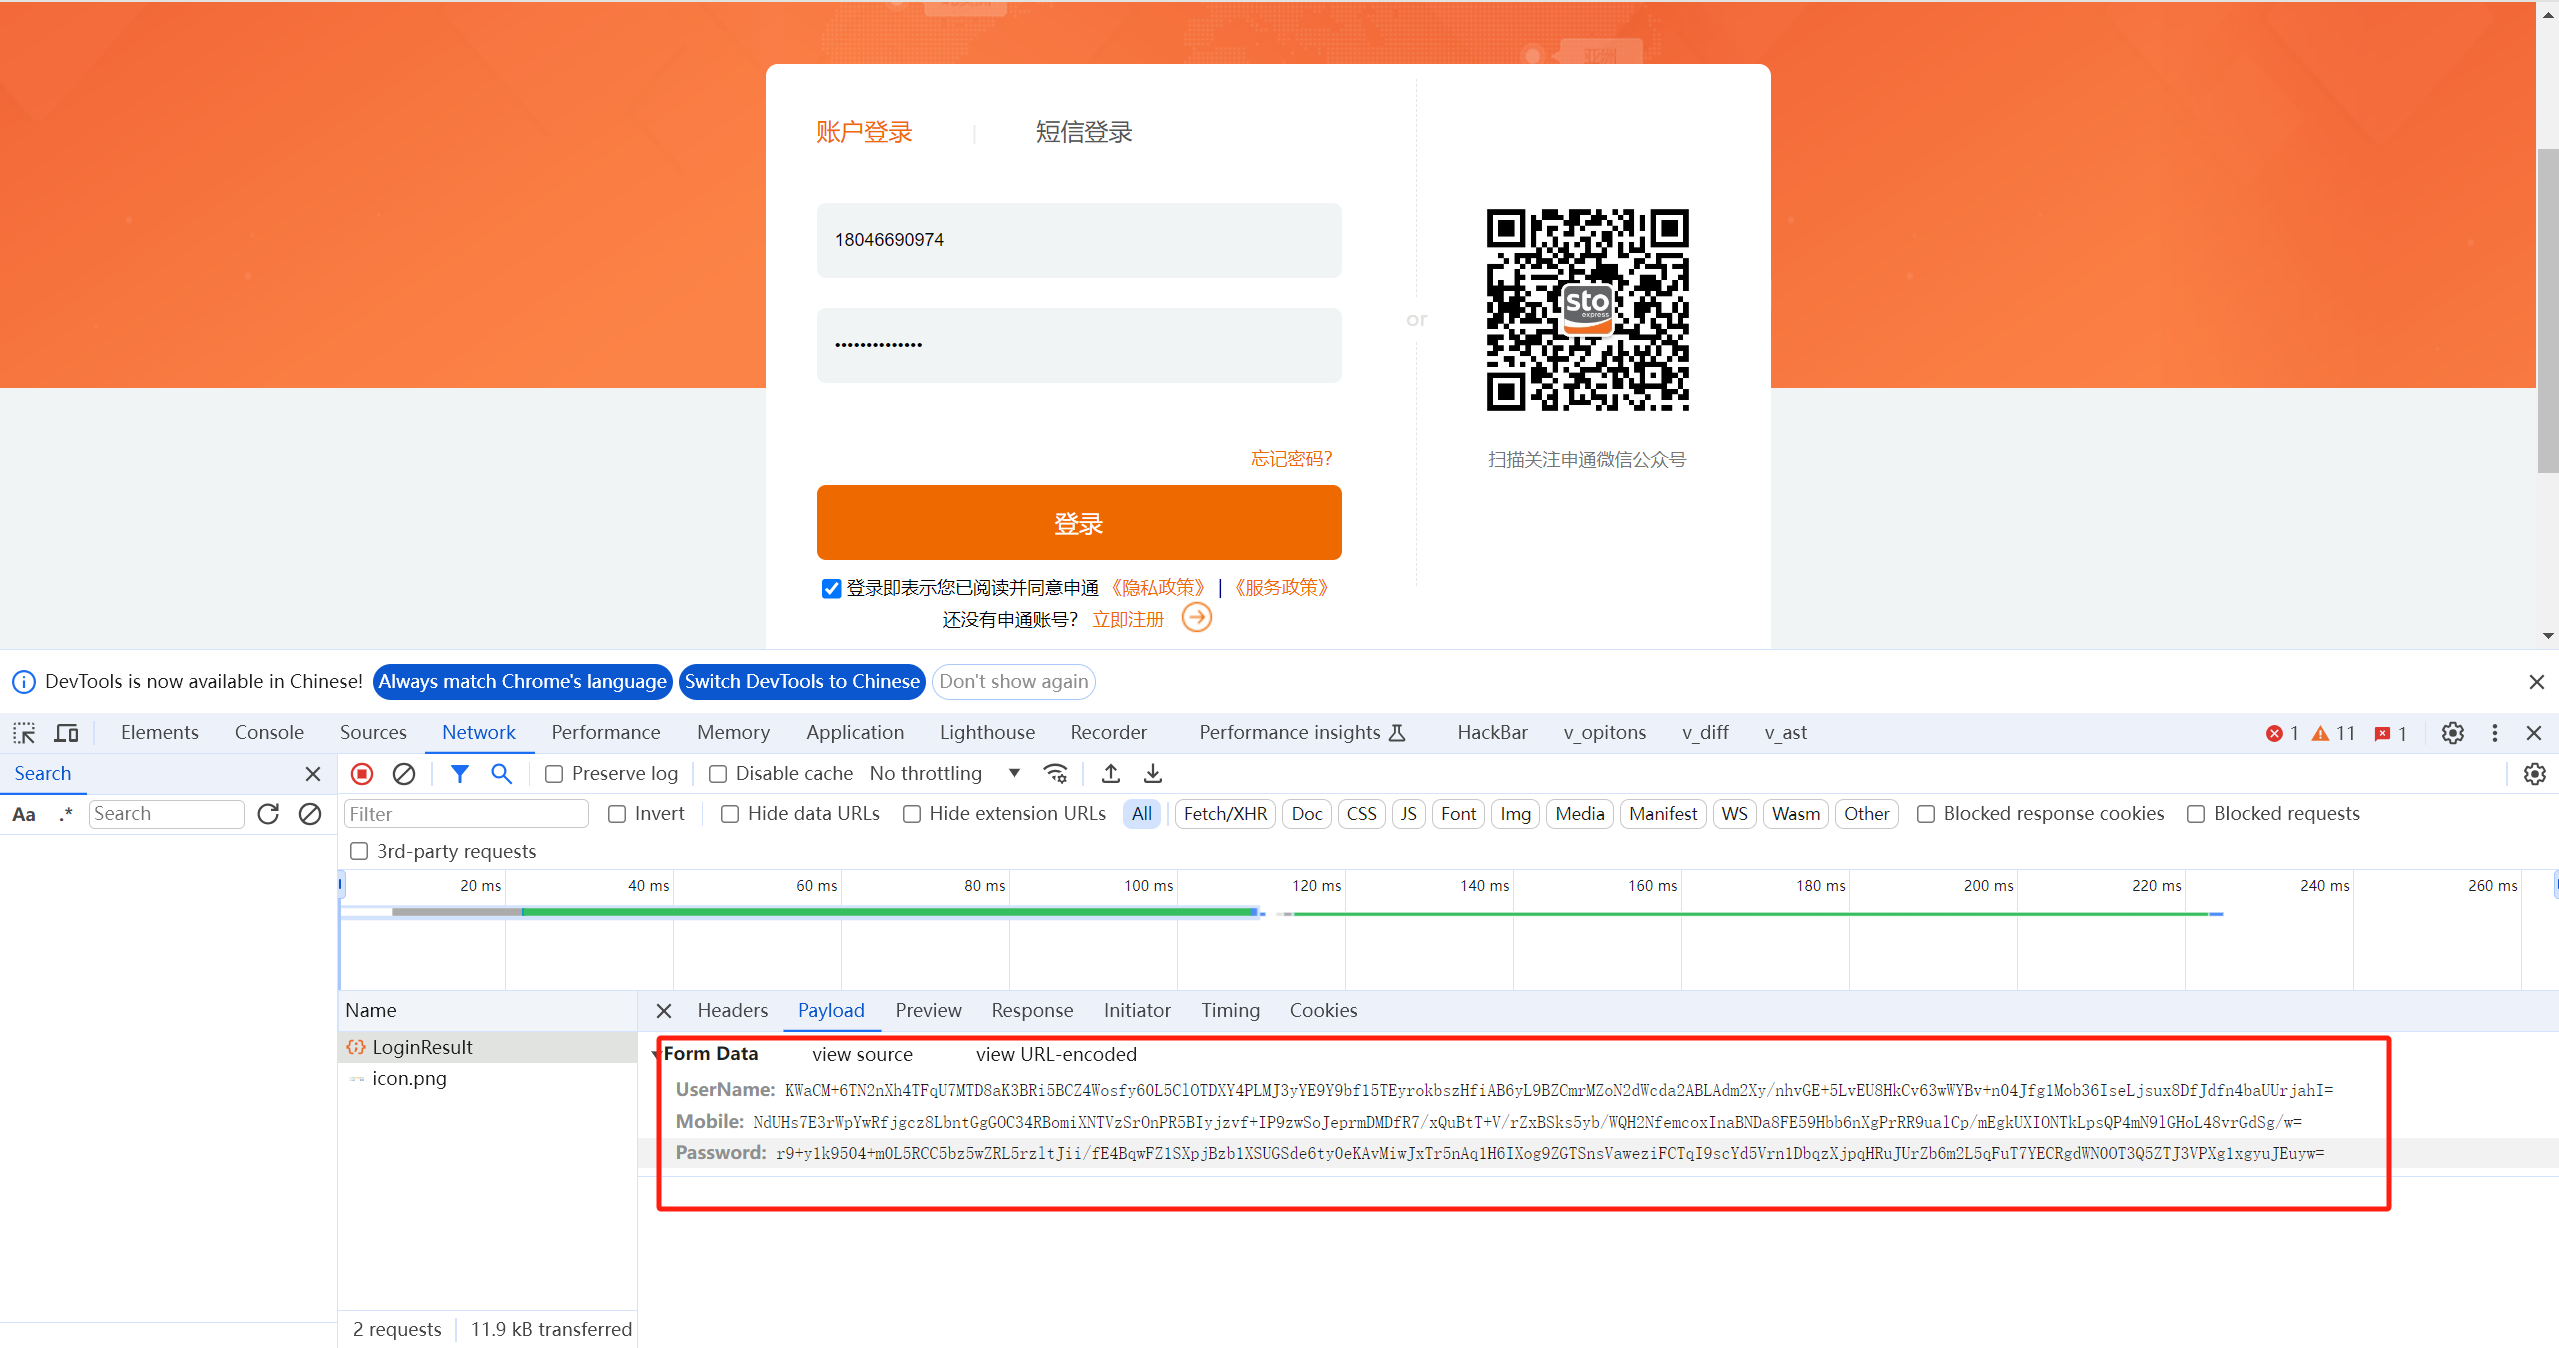 账户登录 | 短信登录
18046690974
••••••••••••••
or
sto
express
忘记密码?
扫描关注申通微信公众号
登录
登录即表示您已阅读并同意申通 《隐私政策》 | 《服务政策》
还没有申通账号? 立即注册
DevTools is now available in Chinese! Always match Chrome's language Switch DevTools to Chinese Don't show again
Elements Console Sources Network Performance Memory Application Lighthouse Recorder Performance insights HackBar v_opitons v_diff v_ast 1 11 1
Search
Preserve log Disable cache No throttling
Aa .* Search
Filter Invert Hide data URLs Hide extension URLs All Fetch/XHR Doc CSS JS Font Img Media Manifest WS Wasm Other Blocked response cookies Blocked requests
3rd-party requests
20 ms 40 ms 60 ms 80 ms 100 ms 120 ms 140 ms 160 ms 180 ms 200 ms 220 ms 240 ms 260 ms
Name
Headers Payload Preview Response Initiator Timing Cookies
LoginResult
icon.png
Form Data view source view URL-encoded
UserName: KWaCM+6TN2nXh4TFqU7MTD8aK3BRi5BCZ4Wosfy60L5ClOTDXY4PLMJ3yYE9Y9bf15TEyrokbszHfiAB6yL9BZCmrMZoN2dWcda2ABLAdm2Xy/nhvGE+5LvEU8HkCv63wWYBv+n04Jfg1Mob36IseLjsux8DfJdfn4baUUrjahI=
Mobile: NdUHs7E3rWpYwRfjgcz8LbntGgGOC34RBomiXNTVzSrOnPR5BIyjzvf+IP9zwSoJeprmDMDfR7/xQuBtT+V/rZxBSks5yb/WQH2NfemcoxInaBNDa8FE59Hbb6nXgPrRR9ualCp/mEgkUXIONTkLpsQP4mN9lGHoL48vrGdSg/w=
Password: r9+y1k9504+m0L5RCC5bz5wZRL5rzltJii/fE4BqwFZ1SXpjBzb1XSUGSde6ty0eKAvMiwJxTr5nAq1H6IXog9ZGTSnsVaweziFCTqI9scYd5Vrn1DbqzXjpqHRuJUrZb6m2L5qFuT7YECRgdWN0OT3Q5ZTJ3VPXg1xgyuJEuyw=
2 requests 11.9 kB transferred